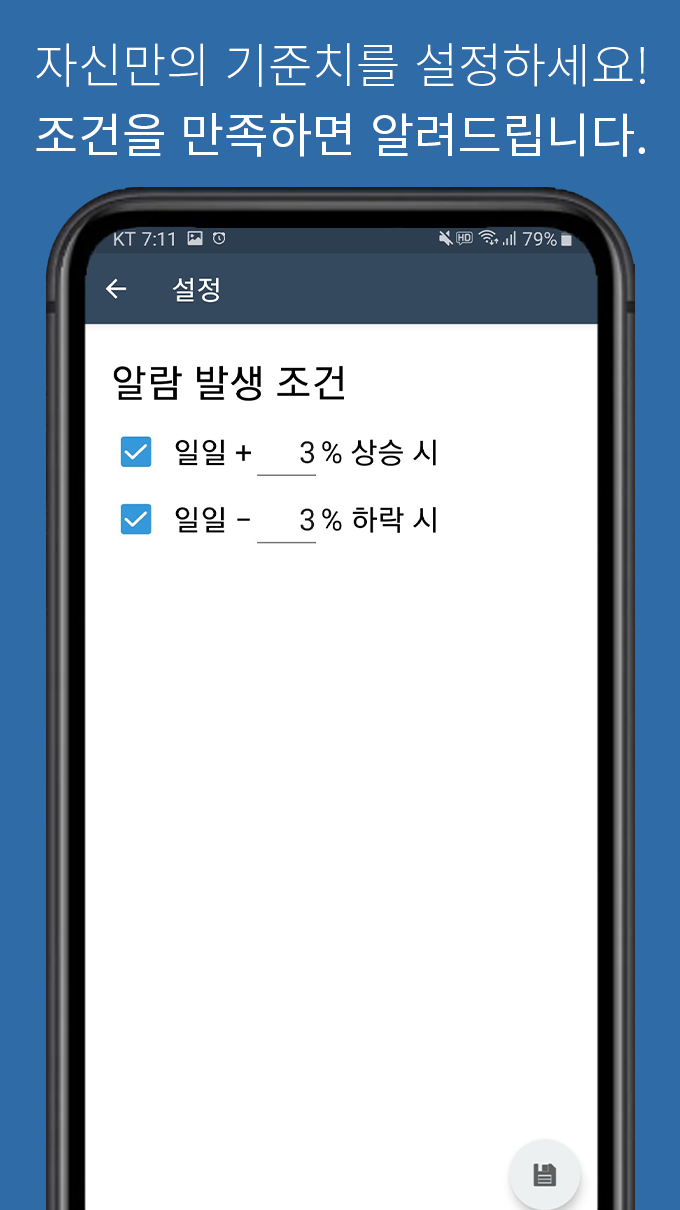 자신만의 기준치를 설정하세요!
조건을 만족하면 알려드립니다.
KT 7:11 HD 79%
설정
알람 발생 조건
일일 + 3 % 상승 시
일일 - 3 % 하락 시